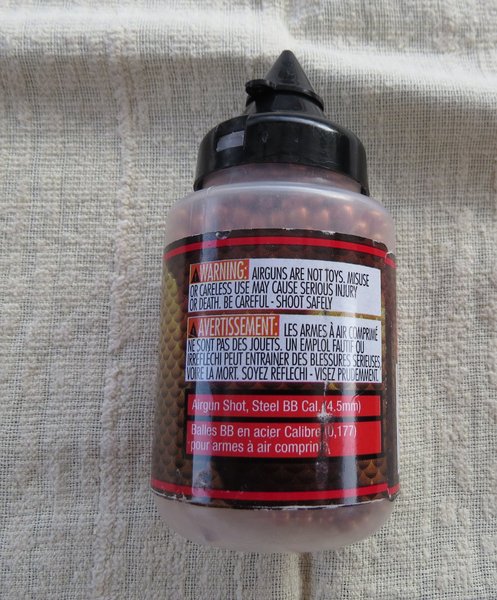 WARNING: AIRGUNS ARE NOT TOYS. MISUSE
OR CARELESS USE MAY CAUSE SERIOUS INJURY
OR DEATH. BE CAREFUL - SHOOT SAFELY
AVERTISSEMENT: LES ARMES À AIR COMPRIMÉ
NE SONT PAS DES JOUETS. UN EMPLOI FAUTIF OU
IRRÉFLÉCHI PEUT ENTRAINER DES BLESSURES SÉRIEUSES
VOIRE LA MORT. SOYEZ RÉFLÉCHI - VISEZ PRUDEMMENT.
Airgun Shot, Steel BB Cal. (4.5mm)
Balles BB en acier Calibre (0,177)
pour armes à air comprimé